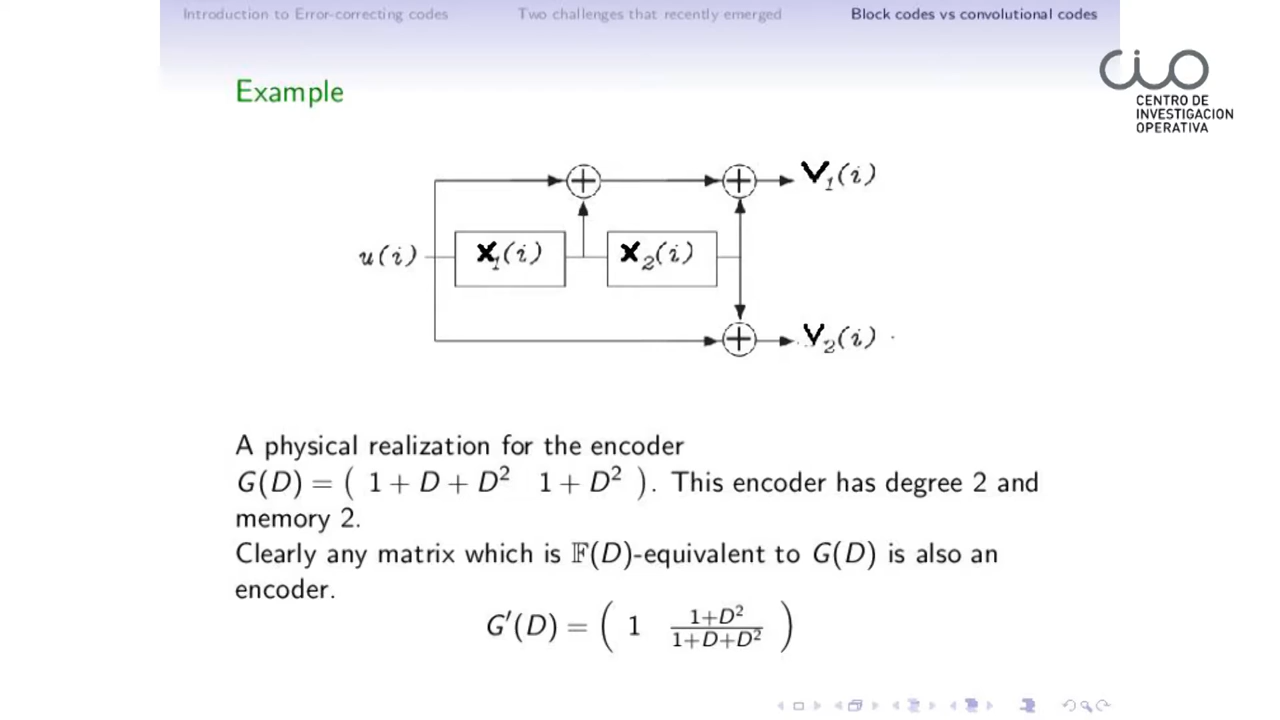 Introduction to Error-correcting codes Two challenges that recently emerged Block codes vs convolutional codes
CIO
CENTRO DE
INVESTIGACION
OPERATIVA
Example
V₁(i)
u(i) x₁(i) x₂(i)
V₂(i)
A physical realization for the encoder
G(D) = ( 1 + D + D² 1 + D² ). This encoder has degree 2 and
memory 2.
Clearly any matrix which is 𝔽(D)-equivalent to G(D) is also an
encoder.
G′(D) = ( 1 (1+D²)/(1+D+D²) )